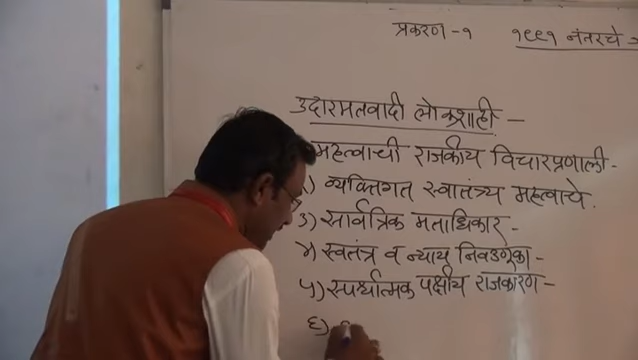 प्रकरण - १
१९९१ नंतरचे
उदारमतवादी लोकशाही -
महत्वाची राजकीय विचारप्रणाली -
) व्यक्तिगत स्वातंत्र्य महत्वाचे.
३) सार्वत्रिक मताधिकार -
४) स्वतंत्र व न्याय निवडणूका -
५) स्पर्धात्मक पक्षीय राजकारण -
६)